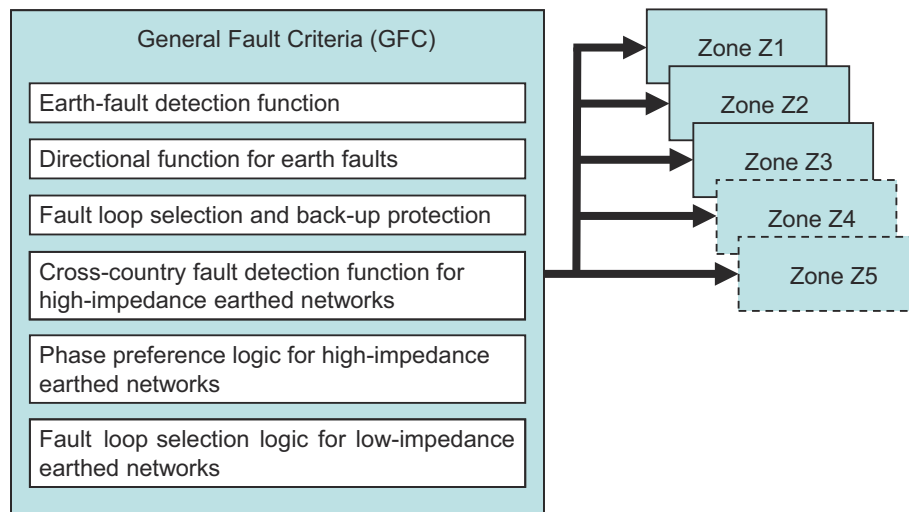 General Fault Criteria (GFC)
Earth-fault detection function
Directional function for earth faults
Fault loop selection and back-up protection
Cross-country fault detection function for
high-impedance earthed networks
Phase preference logic for high-impedance
earthed networks
Fault loop selection logic for low-impedance
earthed networks
Zone Z1
Zone Z2
Zone Z3
Zone Z4
Zone Z5